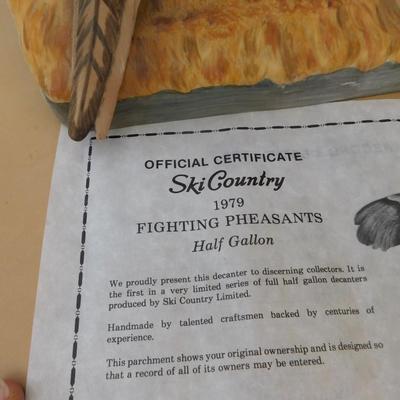 OFFICIAL CERTIFICATE
Ski Country
1979
FIGHTING PHEASANTS
Half Gallon
We proudly present this decanter to discerning collectors. It is
the first in a very limited series of full half gallon decanters
produced by Ski Country Limited.
Handmade by talented craftsmen backed by centuries of
experience.
This parchment shows your original ownership and is designed so
that a record of all of its owners may be entered.